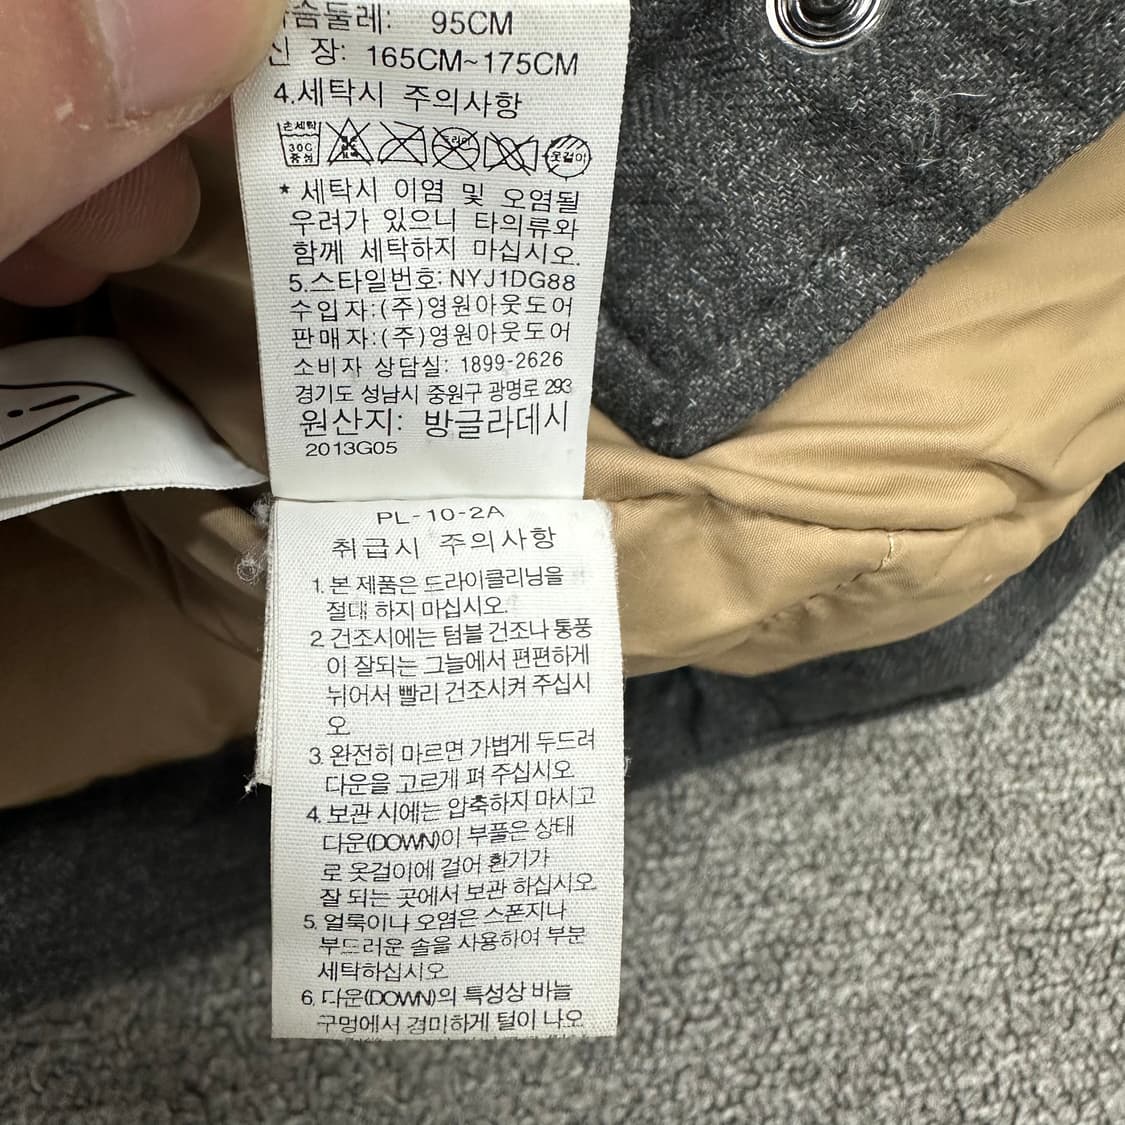 슴둘레: 95CM
신 장: 165CM~175CM
4.세탁시 주의사항
손세탁
30C
중성
드라이
옷걸이
* 세탁시 이염 및 오염될
우려가 있으니 타의류와
함께 세탁하지 마십시오.
5.스타일번호: NYJ1DG88
수입자:(주)영원아웃도어
판매자:(주)영원아웃도어
소비자 상담실: 1899-2626
경기도 성남시 중원구 광명로 293
원산지: 방글라데시
2013G05
PL-10-2A
취급시 주의사항
1. 본 제품은 드라이클리닝을
절대 하지 마십시오.
2. 건조시에는 텀블 건조나 통풍
이 잘되는 그늘에서 편편하게
뉘어서 빨리 건조시켜 주십시
오.
3. 완전히 마르면 가볍게 두드려
다운을 고르게 펴 주십시오.
4. 보관 시에는 압축하지 마시고
다운(DOWN)이 부풀은 상태
로 옷걸이에 걸어 환기가
잘 되는 곳에서 보관 하십시오.
5. 얼룩이나 오염은 스폰지나
부드러운 솔을 사용하여 부분
세탁하십시오.
6. 다운(DOWN)의 특성상 바늘
구멍에서 경미하게 털이 나오